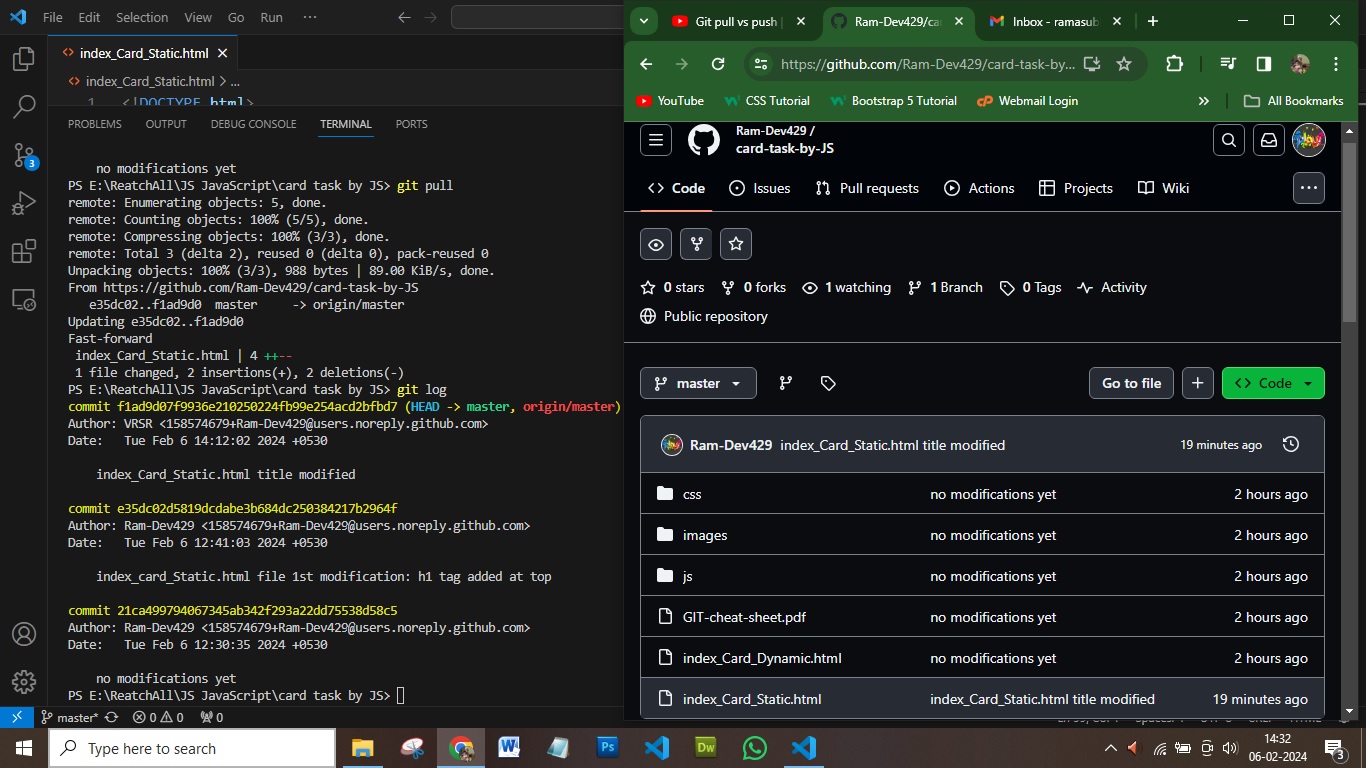 File Edit Selection View Go Run ···
index_Card_Static.html
index_Card_Static.html > ...
1 <!DOCTYPE html>
PROBLEMS OUTPUT DEBUG CONSOLE TERMINAL PORTS
no modifications yet
PS E:\ReatchAll\JS JavaScript\card task by JS> git pull
remote: Enumerating objects: 5, done.
remote: Counting objects: 100% (5/5), done.
remote: Compressing objects: 100% (3/3), done.
remote: Total 3 (delta 2), reused 0 (delta 0), pack-reused 0
Unpacking objects: 100% (3/3), 988 bytes | 89.00 KiB/s, done.
From https://github.com/Ram-Dev429/card-task-by-JS
e35dc02..f1ad9d0 master -> origin/master
Updating e35dc02..f1ad9d0
Fast-forward
index_Card_Static.html | 4 ++--
1 file changed, 2 insertions(+), 2 deletions(-)
PS E:\ReatchAll\JS JavaScript\card task by JS> git log
commit f1ad9d07f9936e210250224fb99e254acd2bfbd7 (HEAD -> master, origin/master)
Author: VRSR <158574679+Ram-Dev429@users.noreply.github.com>
Date: Tue Feb 6 14:12:02 2024 +0530
index_Card_Static.html title modified
commit e35dc02d5819dcdabe3b684dc250384217b2964f
Author: Ram-Dev429 <158574679+Ram-Dev429@users.noreply.github.com>
Date: Tue Feb 6 12:41:03 2024 +0530
index_card_Static.html file 1st modification: h1 tag added at top
commit 21ca499794067345ab342f293a22dd75538d58c5
Author: Ram-Dev429 <158574679+Ram-Dev429@users.noreply.github.com>
Date: Tue Feb 6 12:30:35 2024 +0530
no modifications yet
PS E:\ReatchAll\JS JavaScript\card task by JS>
3
master* 0 0 0
Git pull vs push |
Ram-Dev429/ca
Inbox - ramasub
https://github.com/Ram-Dev429/card-task-by...
YouTube CSS Tutorial Bootstrap 5 Tutorial Webmail Login » All Bookmarks
Ram-Dev429 /
card-task-by-JS
Code Issues Pull requests Actions Projects Wiki
0 stars 0 forks 1 watching 1 Branch 0 Tags Activity
Public repository
master Go to file + Code
Ram-Dev429 index_Card_Static.html title modified 19 minutes ago
css no modifications yet 2 hours ago
images no modifications yet 2 hours ago
js no modifications yet 2 hours ago
GIT-cheat-sheet.pdf no modifications yet 2 hours ago
index_Card_Dynamic.html no modifications yet 2 hours ago
index_Card_Static.html index_Card_Static.html title modified 19 minutes ago
Type here to search
W
Ps
Dw
14:32
06-02-2024
3